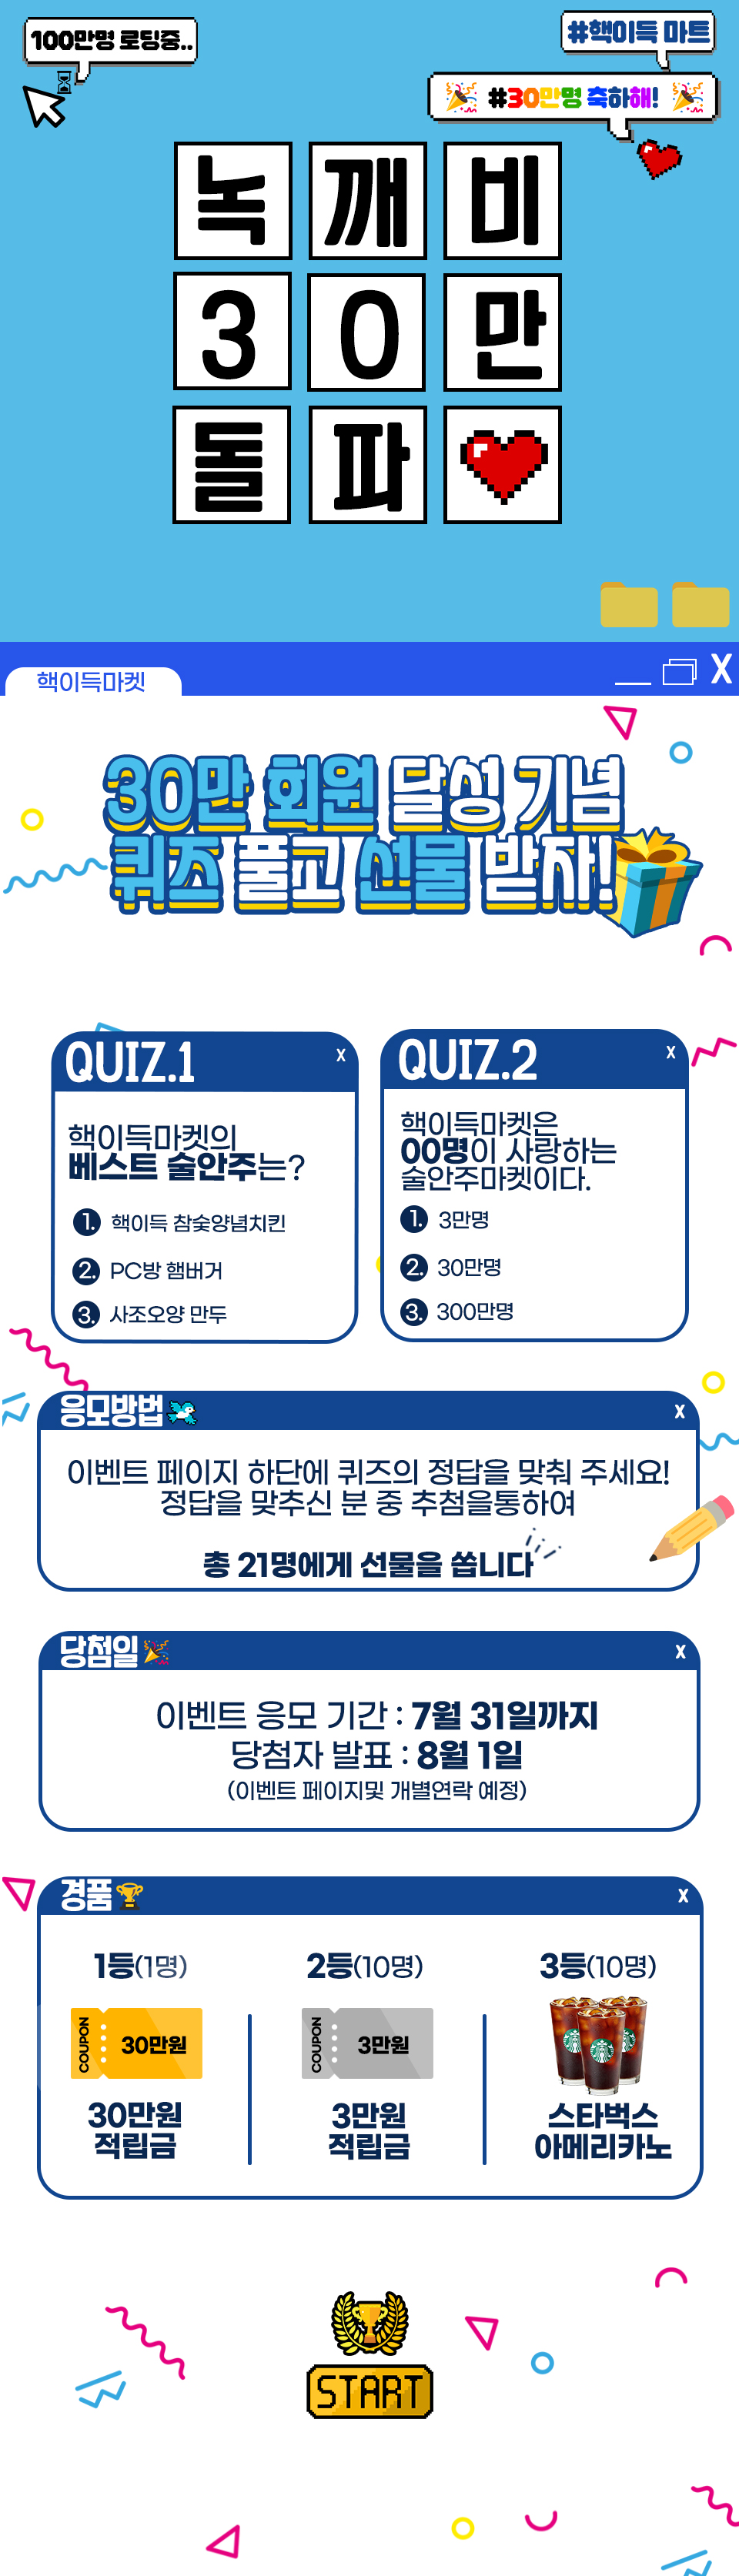 100만명 로딩중..
#핵이득 마트
#30만명 축하해!
녹깨비
30만
돌파
핵이득마켓
X
30만 회원 달성 기념
퀴즈 풀고 선물 받자!
QUIZ.1
X
핵이득마켓의
베스트 술안주는?
1. 핵이득 참숯양념치킨
2. PC방 햄버거
3. 사조오양 만두
QUIZ.2
X
핵이득마켓은
00명이 사랑하는
술안주마켓이다.
1. 3만명
2. 30만명
3. 300만명
응모방법
X
이벤트 페이지 하단에 퀴즈의 정답을 맞춰 주세요!
정답을 맞추신 분 중 추첨을통하여
총 21명에게 선물을 쏩니다
당첨일
X
이벤트 응모 기간 : 7월 31일까지
당첨자 발표 : 8월 1일
(이벤트 페이지및 개별연락 예정)
경품
X
1등(1명)
COUPON
30만원
30만원
적립금
2등(10명)
COUPON
3만원
3만원
적립금
3등(10명)
스타벅스
아메리카노
START